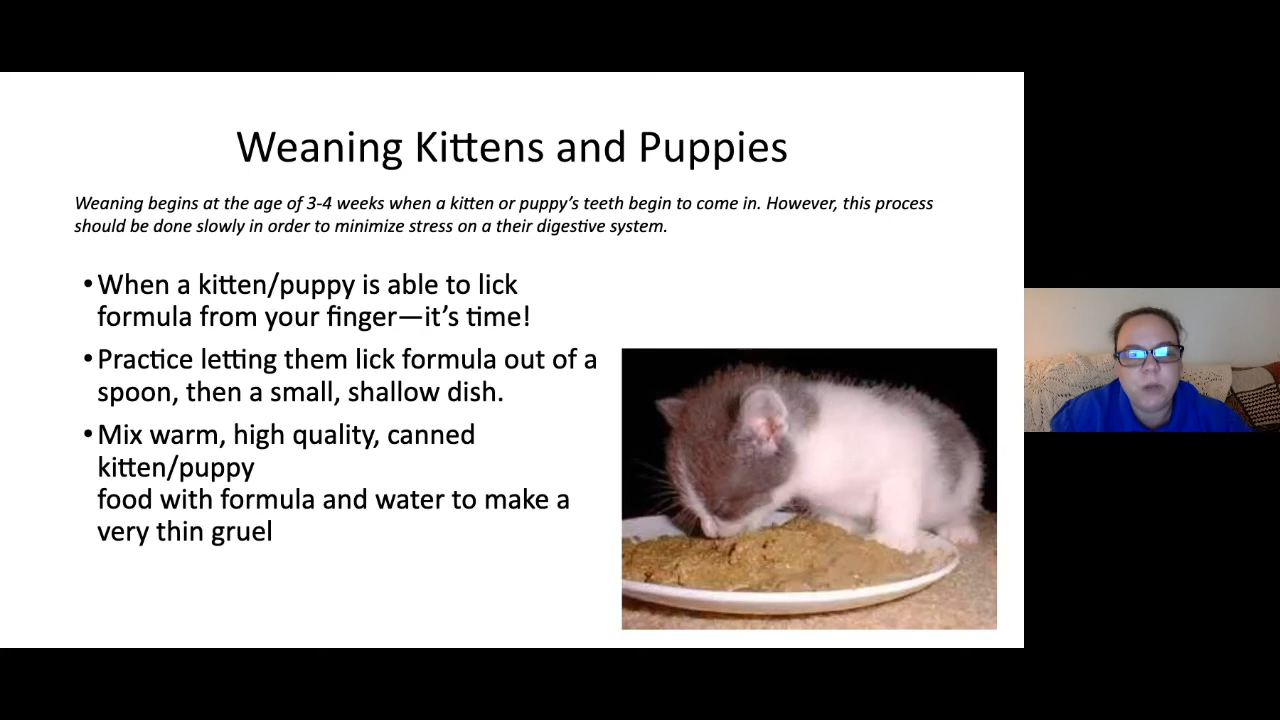 Weaning Kittens and Puppies
Weaning begins at the age of 3-4 weeks when a kitten or puppy’s teeth begin to come in. However, this process
should be done slowly in order to minimize stress on a their digestive system.
•When a kitten/puppy is able to lick
formula from your finger—it’s time!
•Practice letting them lick formula out of a
spoon, then a small, shallow dish.
•Mix warm, high quality, canned
kitten/puppy
food with formula and water to make a
very thin gruel